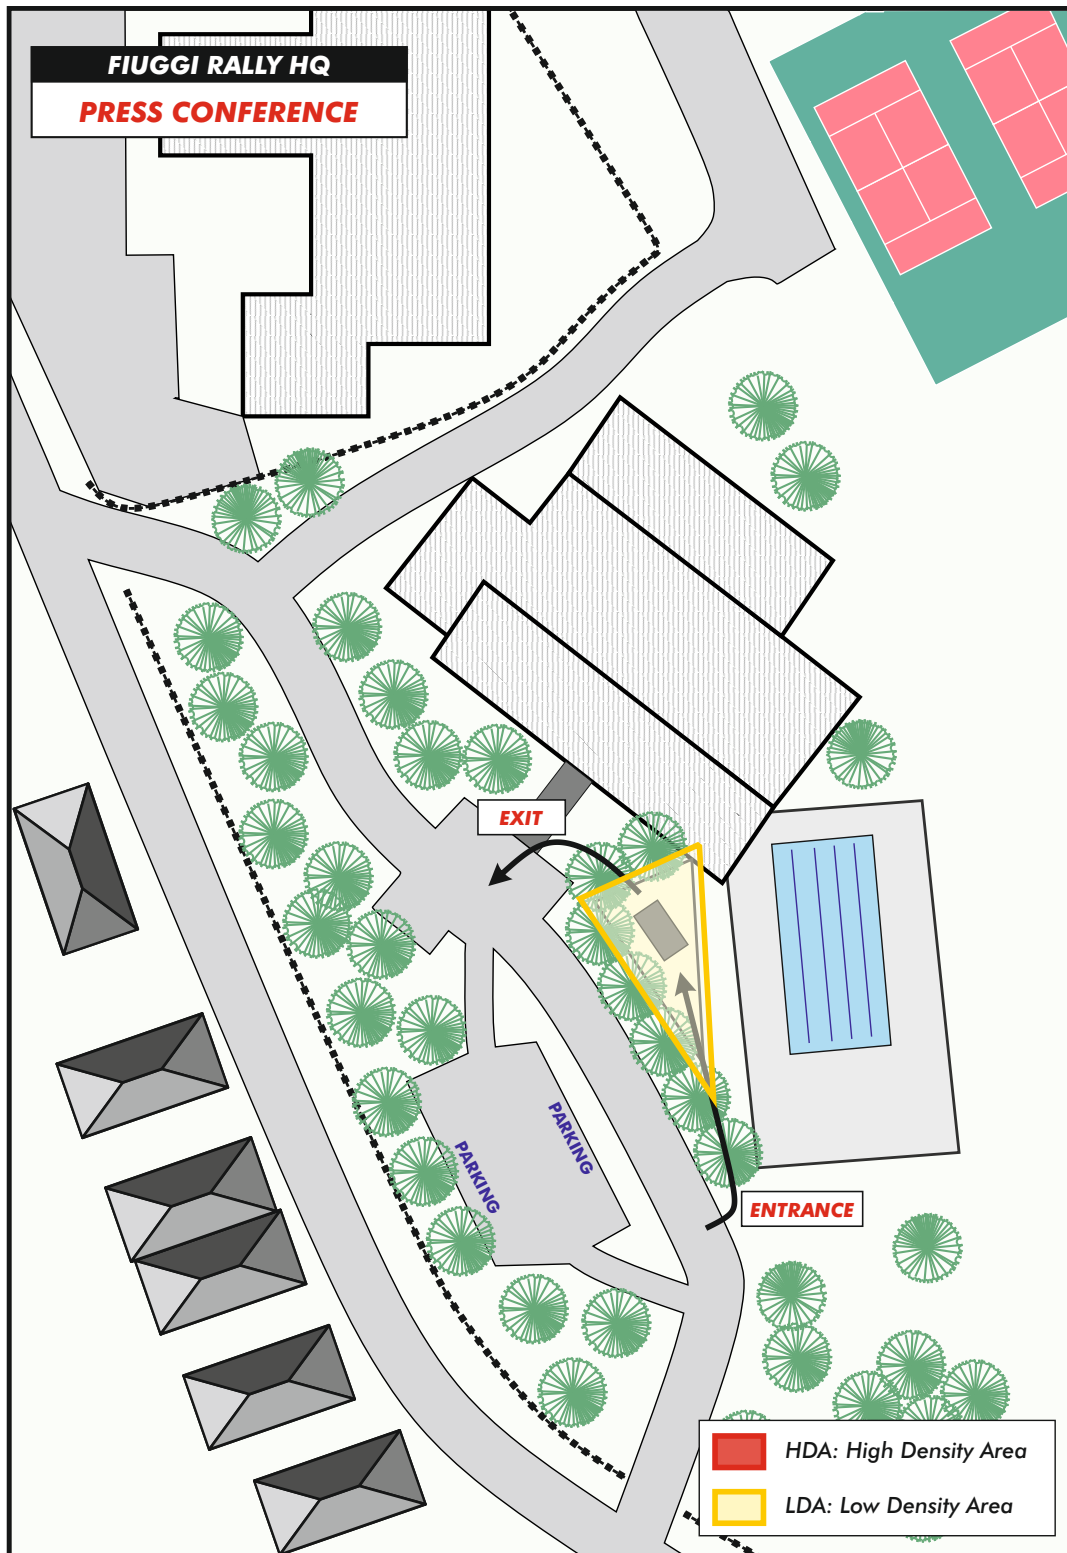 FIUGGI RALLY HQ
PRESS CONFERENCE
EXIT
PARKING
PARKING
ENTRANCE
HDA: High Density Area
LDA: Low Density Area